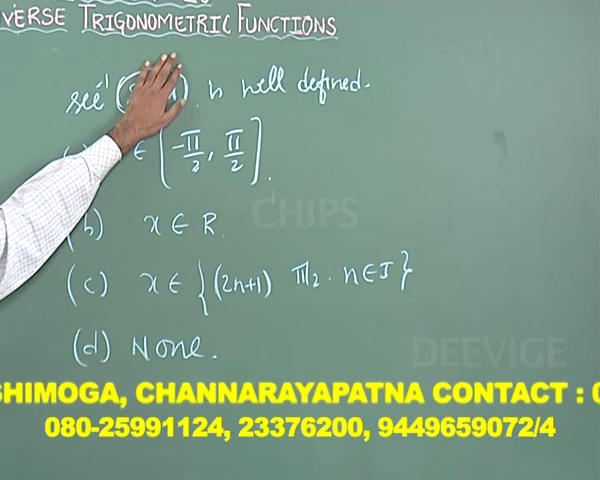 VERSE TRIGONOMETRIC FUNCTIONS
sec⁻¹ ( ) is well defined.
∈ [-π/2, π/2].
(b) x ∈ R
CHIPS
(c) x ∈ {(2n+1) π/2 : n ∈ I}
(d) None.
DEEVIGE
SHIMOGA, CHANNARAYAPATNA CONTACT : 0
080-25991124, 23376200, 9449659072/4